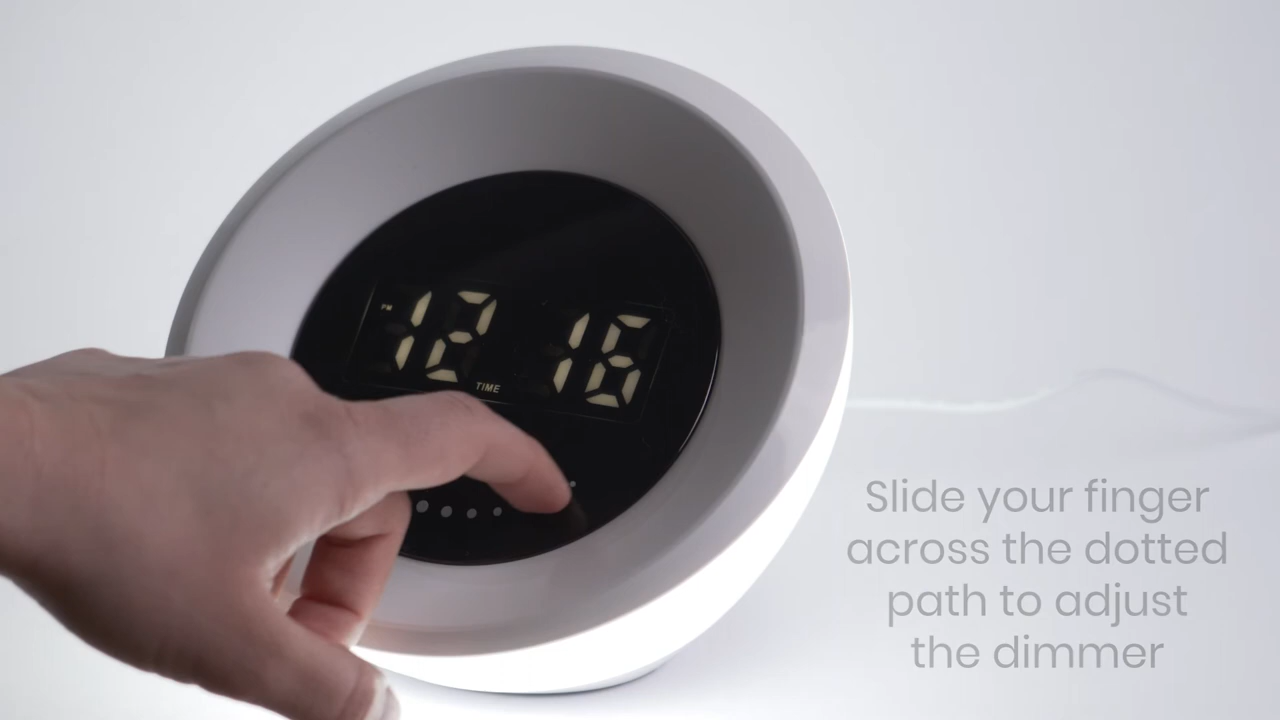 PM
12 16
TIME
Slide your finger
across the dotted
path to adjust
the dimmer